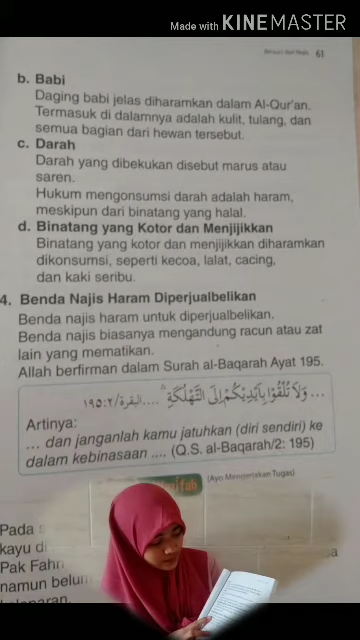 Made with KINEMASTER
Bersuci dari Najis 61
b. Babi
Daging babi jelas diharamkan dalam Al-Qur'an.
Termasuk di dalamnya adalah kulit, tulang, dan
semua bagian dari hewan tersebut.
c. Darah
Darah yang dibekukan disebut marus atau
saren.
Hukum mengonsumsi darah adalah haram,
meskipun dari binatang yang halal.
d. Binatang yang Kotor dan Menjijikkan
Binatang yang kotor dan menjijikkan diharamkan
dikonsumsi, seperti kecoa, lalat, cacing,
dan kaki seribu.
4. Benda Najis Haram Diperjualbelikan
Benda najis haram untuk diperjualbelikan.
Benda najis biasanya mengandung racun atau zat
lain yang mematikan.
Allah berfirman dalam Surah al-Baqarah Ayat 195.
... وَلَا تُلْقُوْا بِاَيْدِيْكُمْ اِلَى التَّهْلُكَةِ ۛ .... البقرة/٢: ١٩٥
Artinya:
... dan janganlah kamu jatuhkan (diri sendiri) ke
dalam kebinasaan .... (Q.S. al-Baqarah/2: 195)
(Ayo Mengerjakan Tugas)
Pada
kayu di
Pak Fahri
namun belum